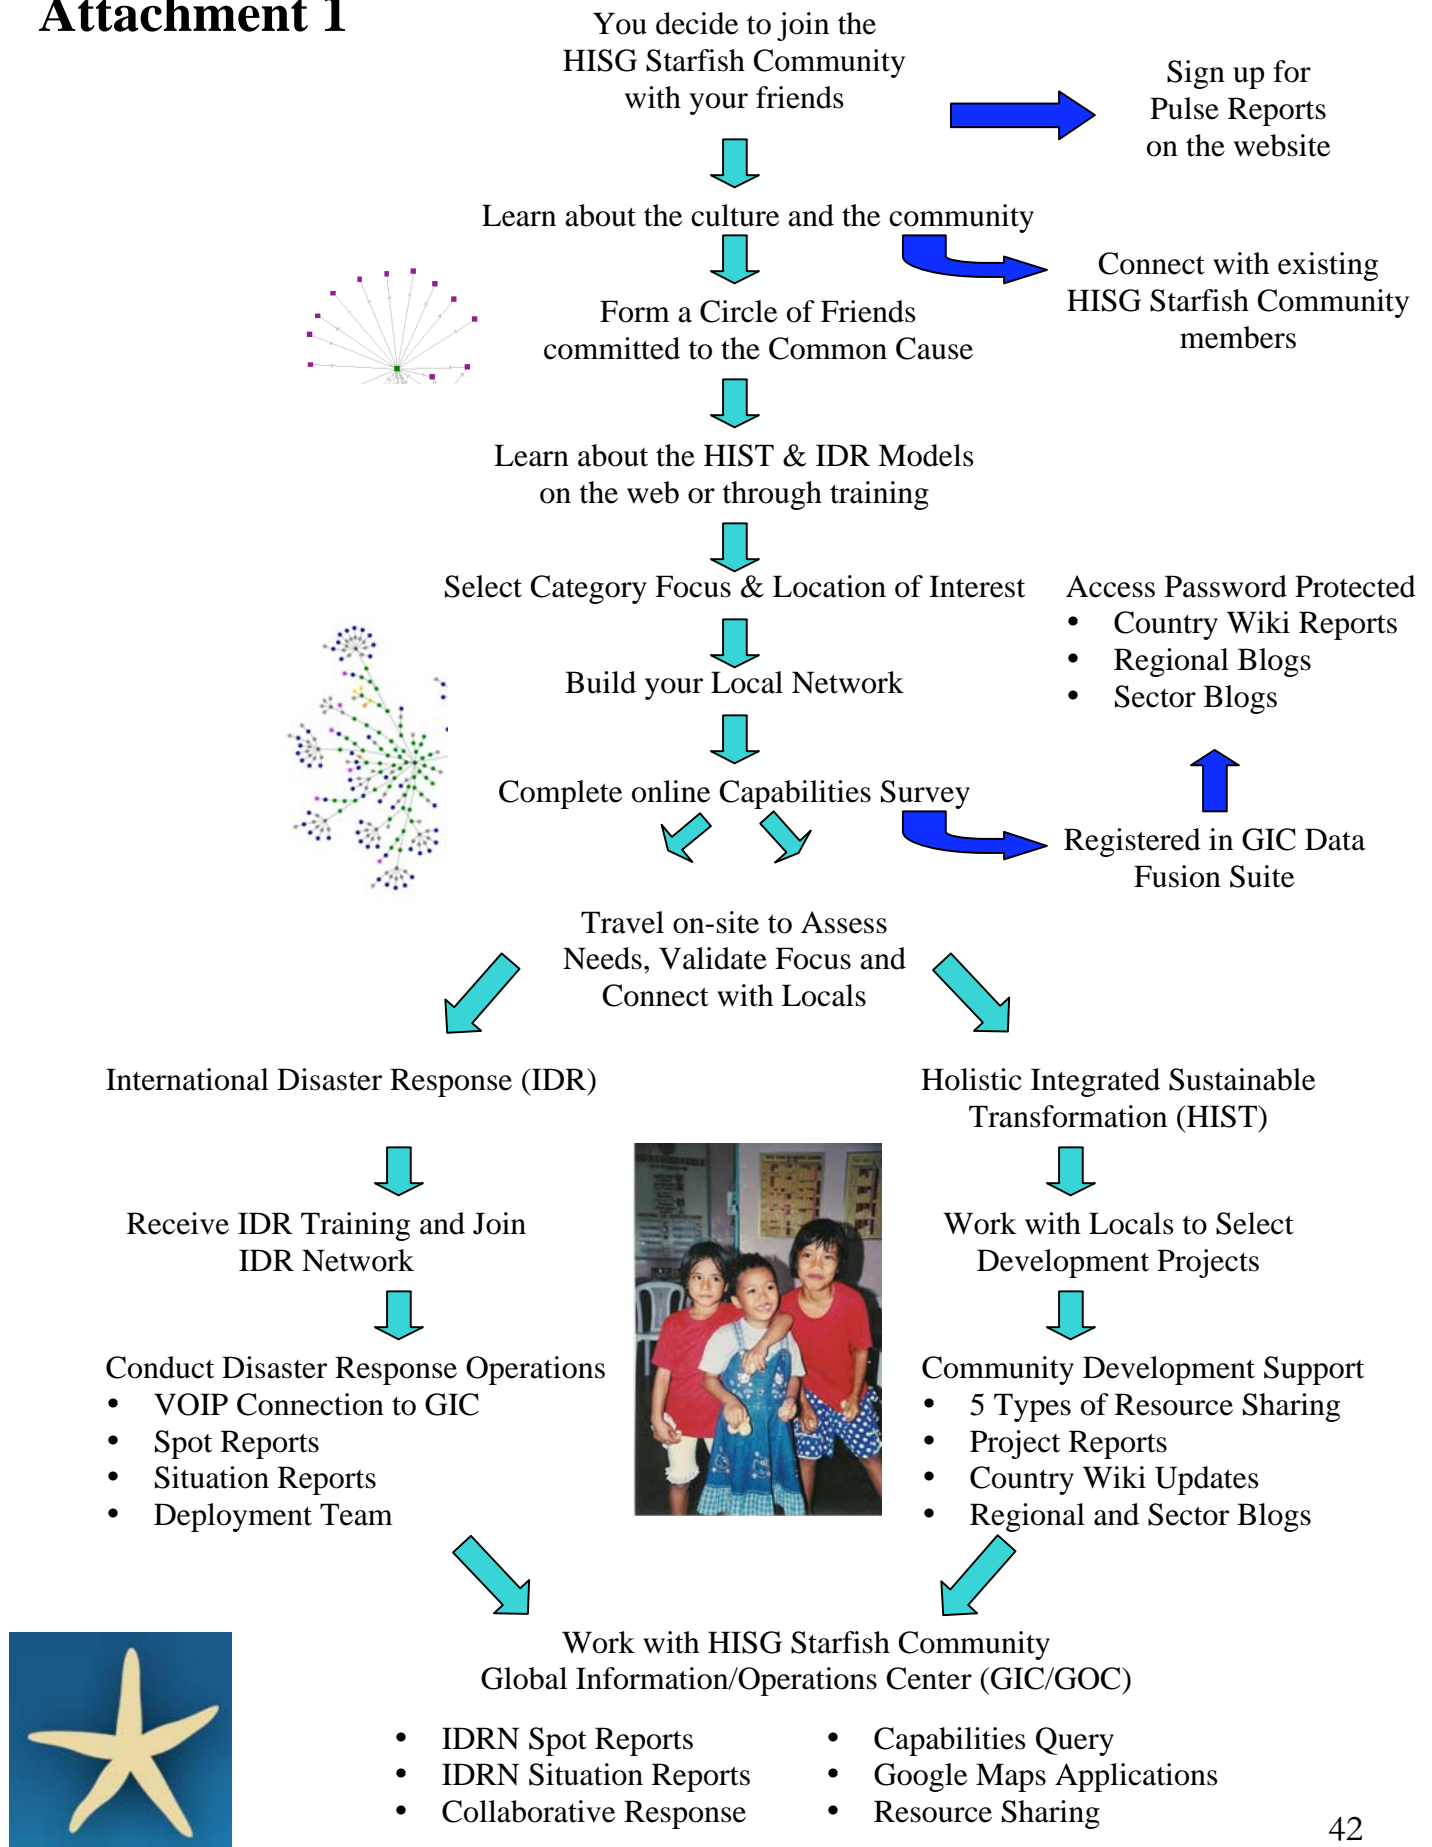 Attachment 1
You decide to join the
HISG Starfish Community
with your friends
Sign up for
Pulse Reports
on the website
Learn about the culture and the community
Connect with existing
HISG Starfish Community
members
Form a Circle of Friends
committed to the Common Cause
Learn about the HIST & IDR Models
on the web or through training
Select Category Focus & Location of Interest
Access Password Protected
• Country Wiki Reports
• Regional Blogs
• Sector Blogs
Build your Local Network
Complete online Capabilities Survey
Registered in GIC Data
Fusion Suite
Travel on-site to Assess
Needs, Validate Focus and
Connect with Locals
International Disaster Response (IDR)
Holistic Integrated Sustainable
Transformation (HIST)
Receive IDR Training and Join
IDR Network
Work with Locals to Select
Development Projects
Conduct Disaster Response Operations
• VOIP Connection to GIC
• Spot Reports
• Situation Reports
• Deployment Team
Community Development Support
• 5 Types of Resource Sharing
• Project Reports
• Country Wiki Updates
• Regional and Sector Blogs
Work with HISG Starfish Community
Global Information/Operations Center (GIC/GOC)
• IDRN Spot Reports
• IDRN Situation Reports
• Collaborative Response
• Capabilities Query
• Google Maps Applications
• Resource Sharing
42